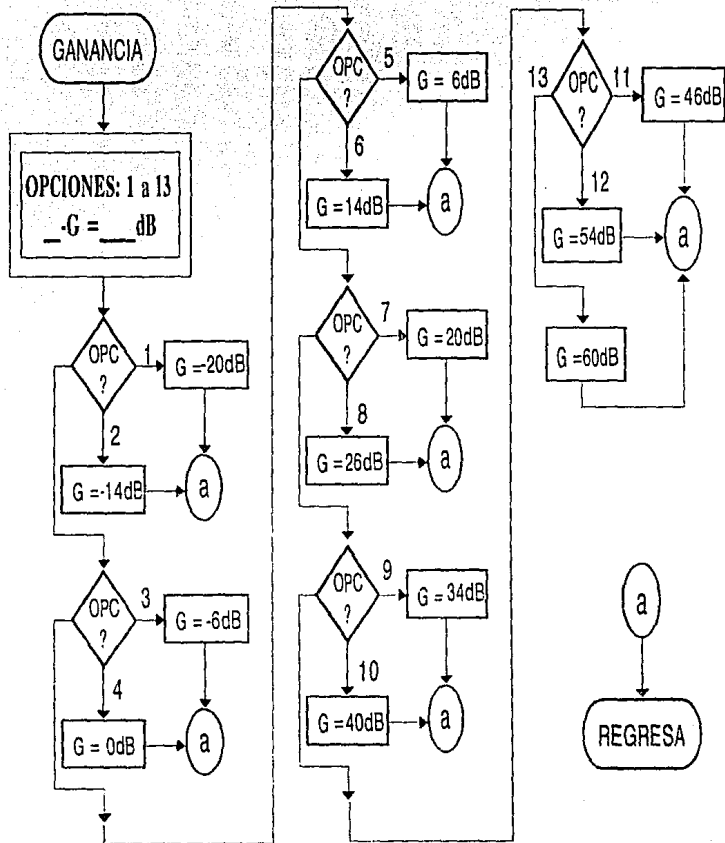 GANANCIA
OPCIONES: 1 a 13
__-G = ___dB
OPC
?
1
G =-20dB
2
G =-14dB
a
OPC
?
3
G = -6dB
4
G = 0dB
a
OPC
?
5
G = 6dB
6
G =14dB
a
OPC
?
7
G =20dB
8
G =26dB
a
OPC
?
9
G =34dB
10
G =40dB
a
13
OPC
?
11
G =46dB
12
G =54dB
a
G =60dB
a
REGRESA